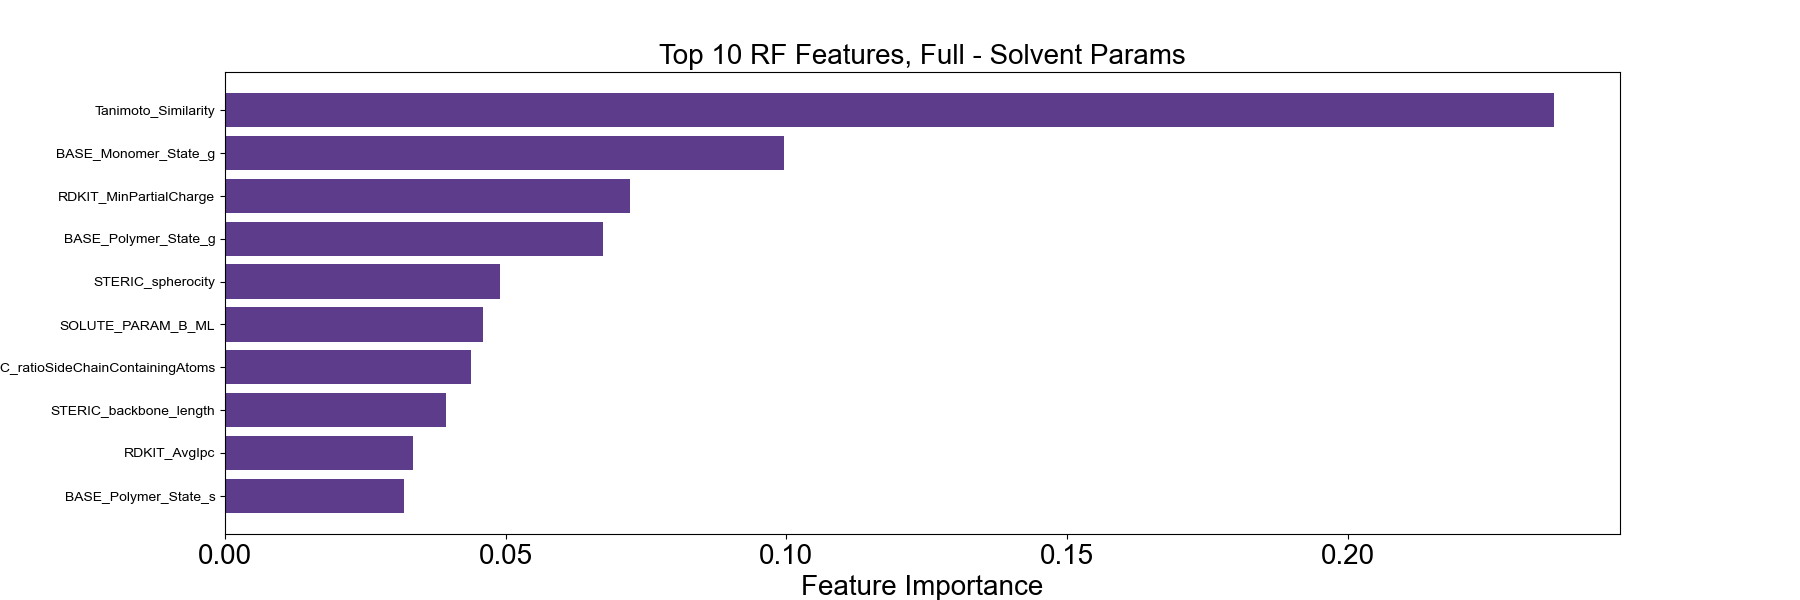 Top 10 RF Features, Full - Solvent Params
Tanimoto_Similarity
BASE_Monomer_State_g
RDKIT_MinPartialCharge
BASE_Polymer_State_g
STERIC_spherocity
SOLUTE_PARAM_B_ML
C_ratioSideChainContainingAtoms
STERIC_backbone_length
RDKIT_AvgIpc
BASE_Polymer_State_s
0.00 0.05 0.10 0.15 0.20
Feature Importance